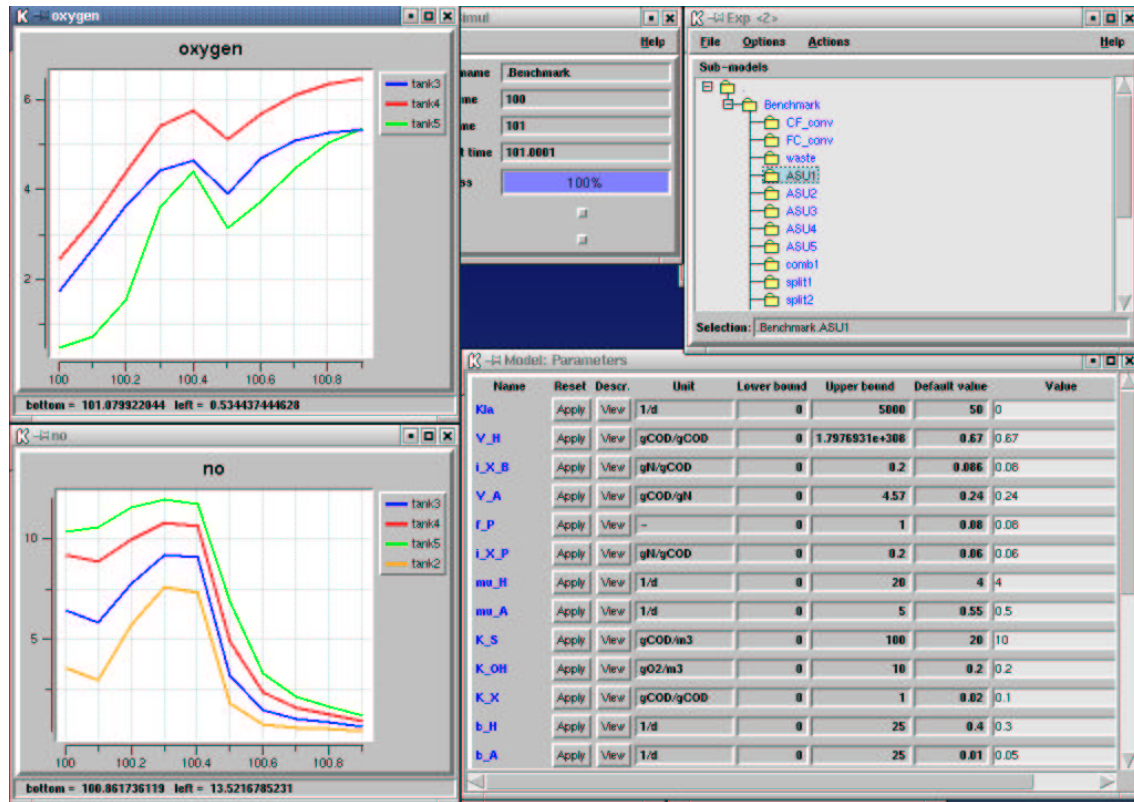 oxygen
oxygen
tank3
tank4
tank5
6
4
2
100 100.2 100.4 100.6 100.8
bottom = 101.079922044 left = 0.534437444628
no
no
tank3
tank4
tank5
tank2
10
5
100 100.2 100.4 100.6 100.8
bottom = 100.861736119 left = 13.5216785231
imul
Help
name .Benchmark
me 100
me 101
t time 101.0001
ss 100%
Exp <2>
File Options Actions Help
Sub-models
.
Benchmark
CF_conv
FC_conv
waste
ASU1
ASU2
ASU3
ASU4
ASU5
comb1
split1
split2
Selection: .Benchmark.ASU1
Model: Parameters
Name Reset Descr. Unit Lower bound Upper bound Default value Value
Kla Apply View 1/d 0 5000 50 0
Y_H Apply View gCOD/gCOD 0 1.7976931e+308 0.67 0.67
i_X_B Apply View gN/gCOD 0 0.2 0.086 0.08
Y_A Apply View gCOD/gN 0 4.57 0.24 0.24
f_P Apply View - 0 1 0.08 0.08
i_X_P Apply View gN/gCOD 0 0.2 0.06 0.06
mu_H Apply View 1/d 0 20 4 4
mu_A Apply View 1/d 0 5 0.55 0.5
K_S Apply View gCOD/m3 0 100 20 10
K_OH Apply View gO2/m3 0 10 0.2 0.2
K_X Apply View gCOD/gCOD 0 1 0.02 0.1
b_H Apply View 1/d 0 25 0.4 0.3
b_A Apply View 1/d 0 25 0.01 0.05